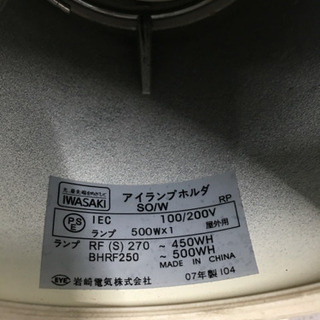 IWASAKI
アイランプホルダ
SO/W
RP
PSE
IEC 100/200V
ランプ 500W×1 屋外用
ランプ RF (S) 270 ~ 450WH
BHRF250 ~ 500WH
MADE IN CHINA
EYE 岩崎電気株式会社 07年製 I04